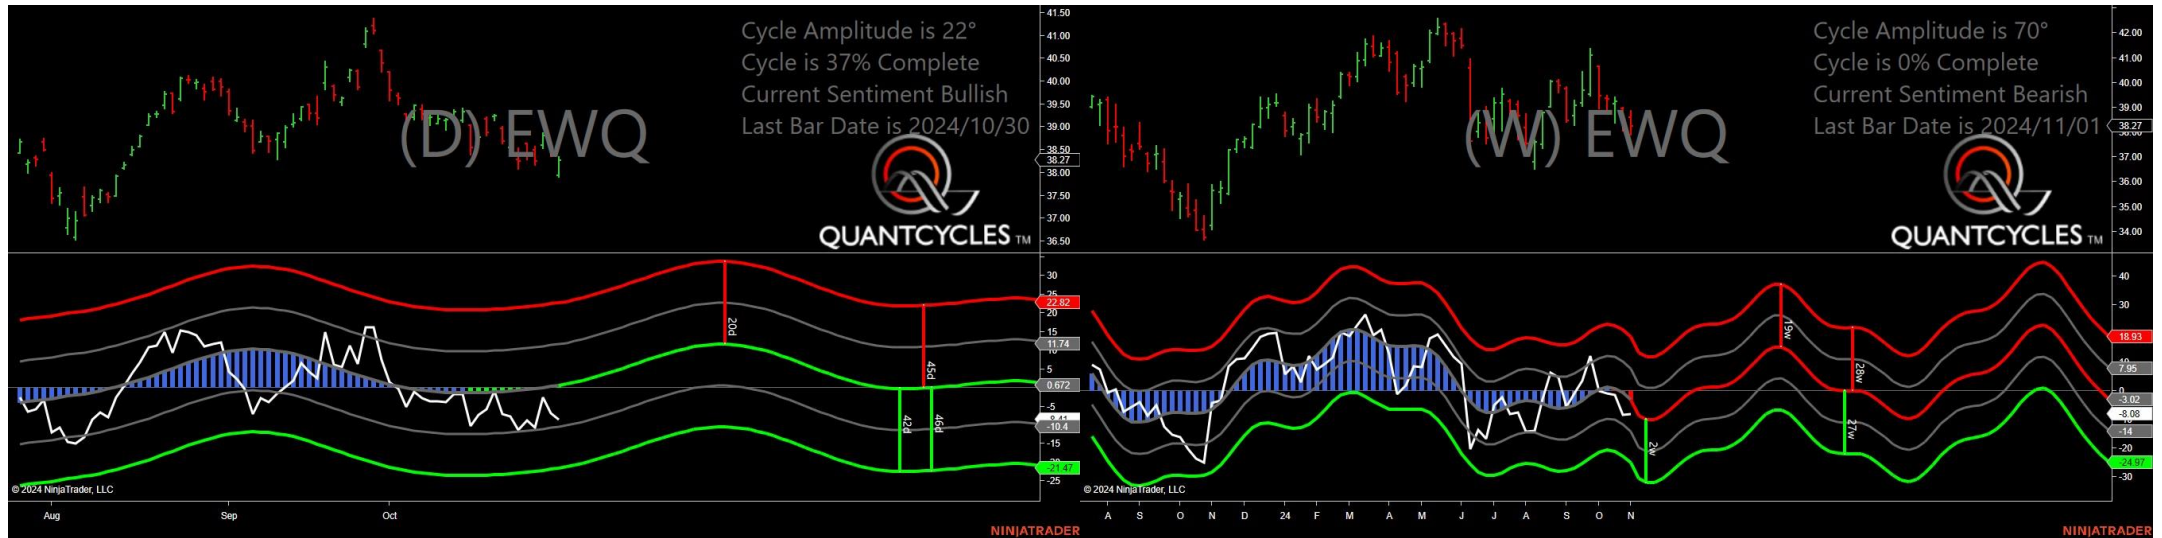 Cycle Amplitude is 22°
Cycle is 37% Complete
Current Sentiment Bullish
Last Bar Date is 2024/10/30
(D) EWQ
QUANTCYCLES TM
41.50
41.00
40.50
40.00
39.50
39.00
38.50
38.27
38.00
37.50
37.00
36.50
30
25
22.82
20
15
11.74
10
5
0.672
-5
-8.41
-10.4
-15
-21.47
-25
20d
45d
42d
46d
© 2024 NinjaTrader, LLC
Aug Sep Oct
NINJATRADER
Cycle Amplitude is 70°
Cycle is 0% Complete
Current Sentiment Bearish
Last Bar Date is 2024/11/01
(W) EWQ
QUANTCYCLES TM
42.00
41.00
40.00
39.00
38.27
37.00
36.00
35.00
34.00
40
30
18.93
10
7.95
0
-3.02
-8.08
-14
-20
-24.97
-30
19w
28w
2w
27w
© 2024 NinjaTrader, LLC
A S O N D 24 F M A M J J A S O N
NINJATRADER